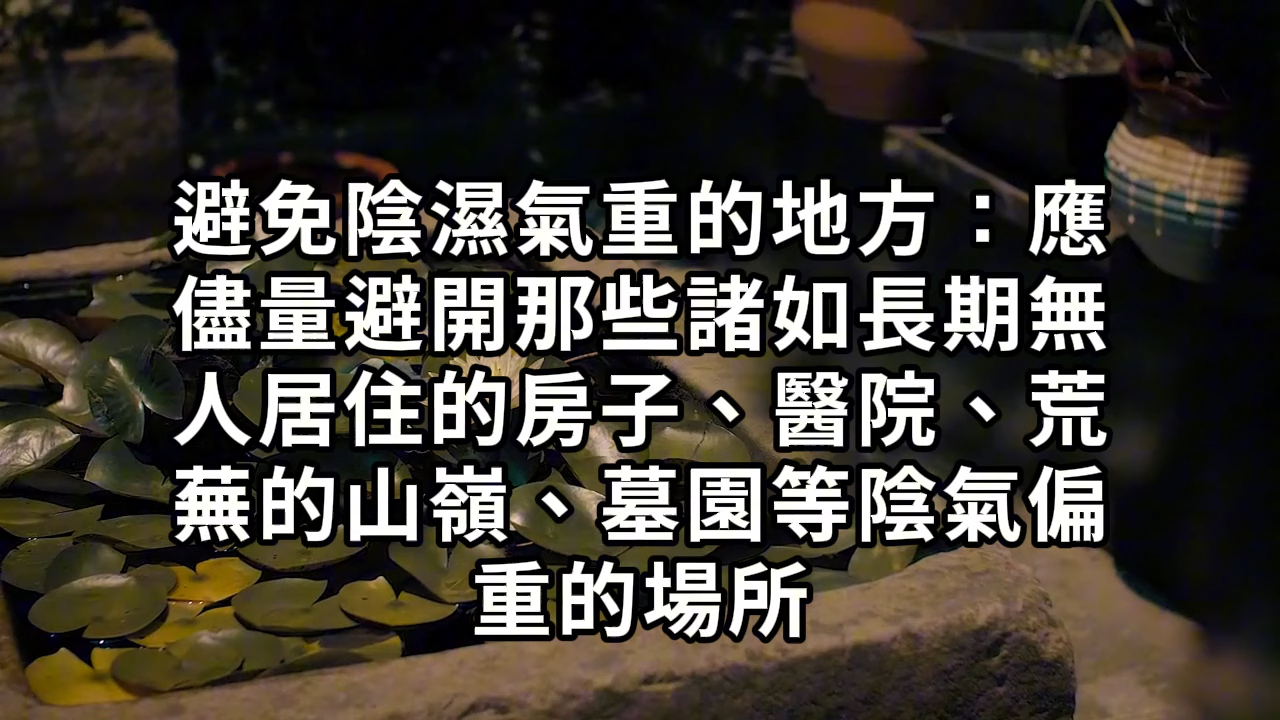 避免陰濕氣重的地方：應
儘量避開那些諸如長期無
人居住的房子、醫院、荒
蕪的山嶺、墓園等陰氣偏
重的場所